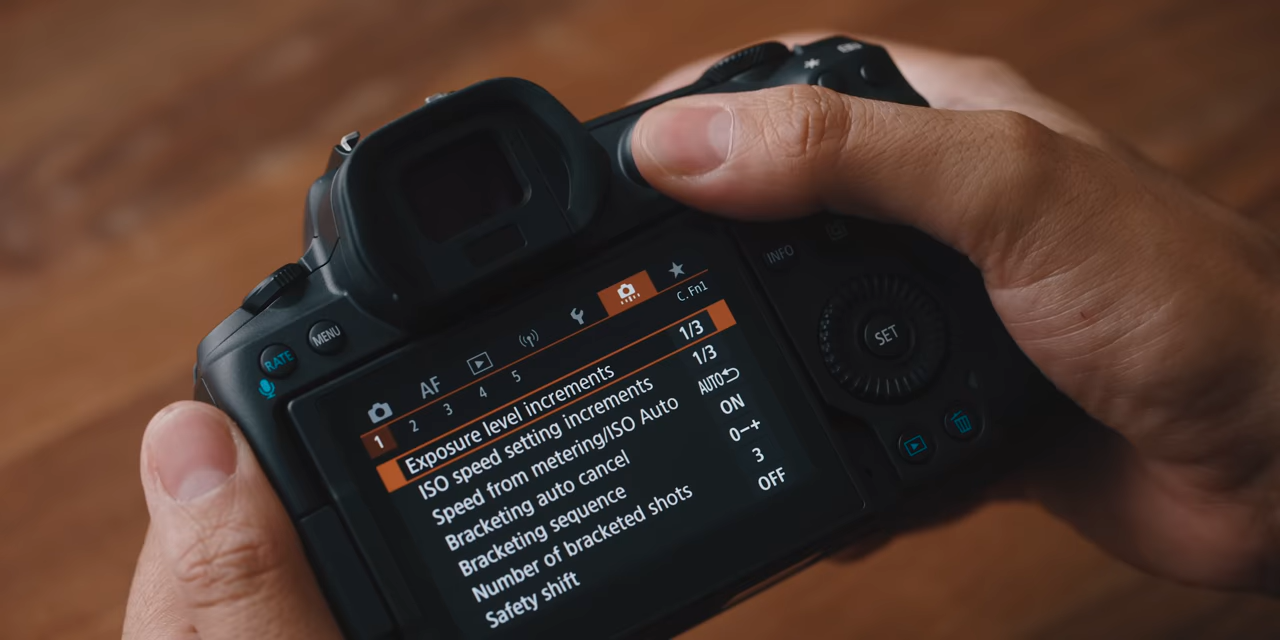 RATE
MENU
INFO
SET
AF
C.Fn1
1 2 3 4 5
Exposure level increments 1/3
ISO speed setting increments 1/3
Speed from metering/ISO Auto AUTO
Bracketing auto cancel ON
Bracketing sequence 0−+
Number of bracketed shots 3
Safety shift OFF